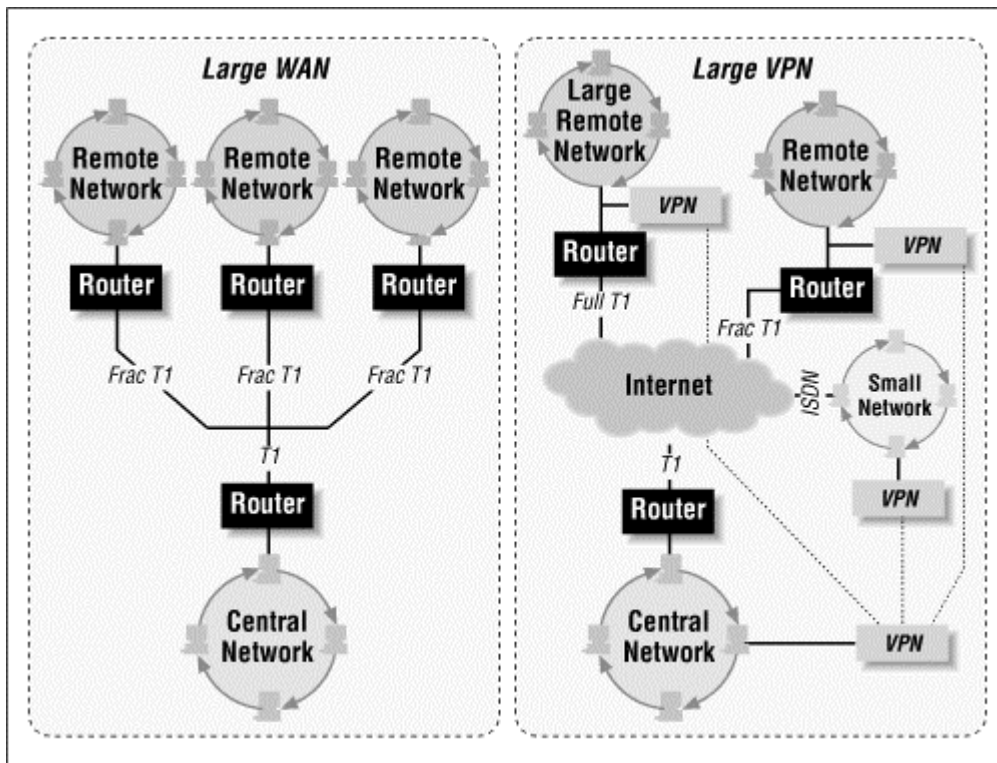 Large WAN
Remote
Network
Remote
Network
Remote
Network
Router
Router
Router
Frac T1
Frac T1
Frac T1
T1
Router
Central
Network
Large VPN
Large
Remote
Network
Remote
Network
VPN
VPN
Router
Router
Full T1
Frac T1
Internet
ISDN
Small
Network
T1
VPN
Router
Central
Network
VPN